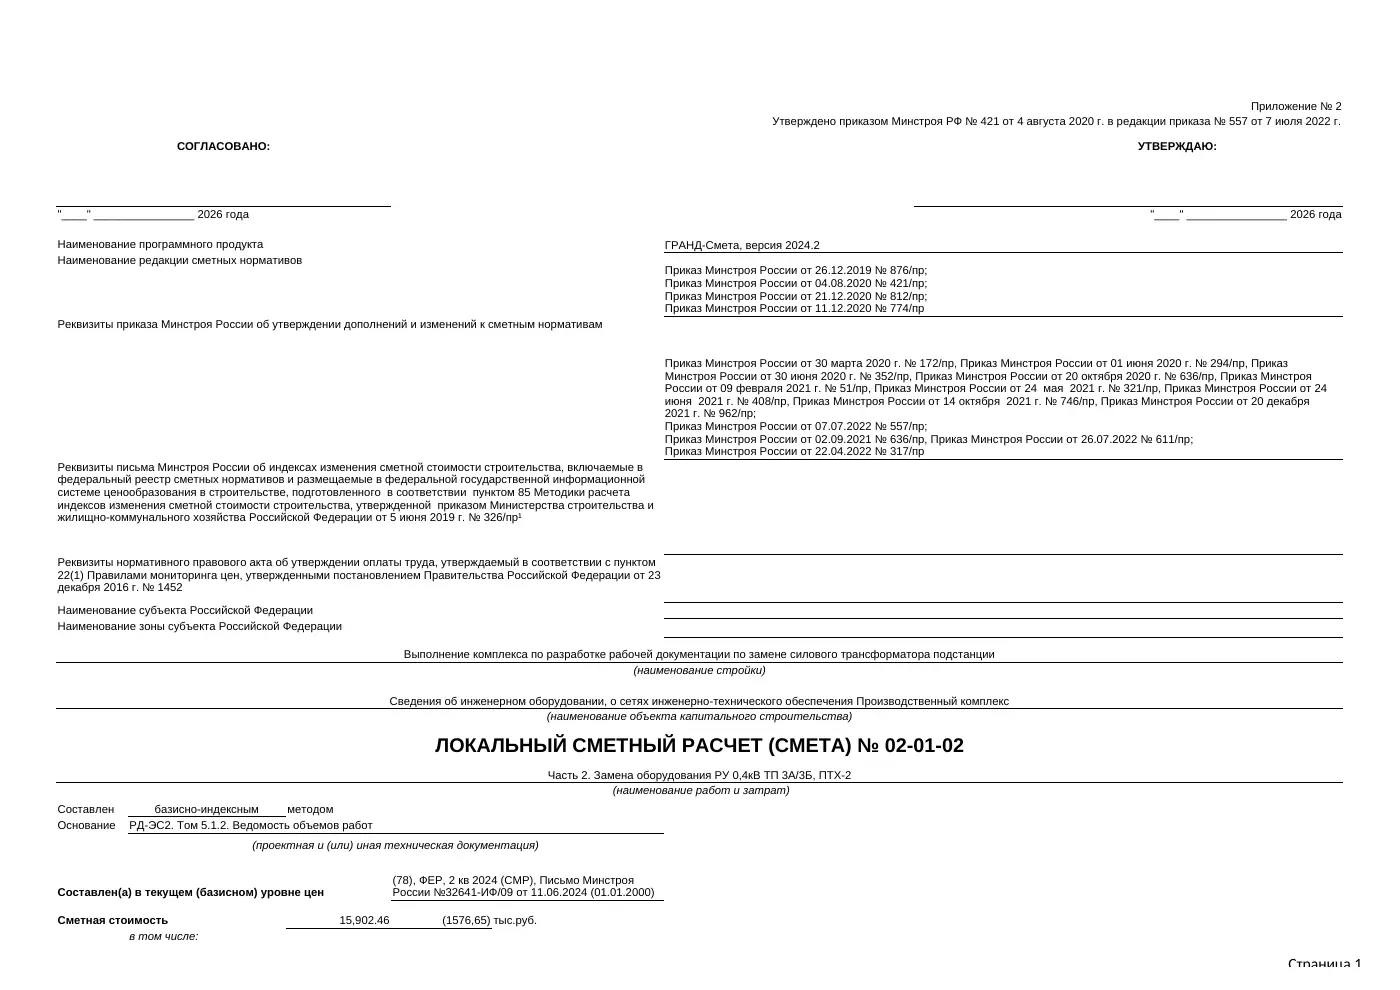 Приложение № 2
Утверждено приказом Минстроя РФ № 421 от 4 августа 2020 г. в редакции приказа № 557 от 7 июля 2022 г.
СОГЛАСОВАНО:
УТВЕРЖДАЮ:
"____" ________________ 2026 года
"____" ________________ 2026 года
Наименование программного продукта
ГРАНД-Смета, версия 2024.2
Наименование редакции сметных нормативов
Приказ Минстроя России от 26.12.2019 № 876/пр;
Приказ Минстроя России от 04.08.2020 № 421/пр;
Приказ Минстроя России от 21.12.2020 № 812/пр;
Приказ Минстроя России от 11.12.2020 № 774/пр
Реквизиты приказа Минстроя России об утверждении дополнений и изменений к сметным нормативам
Приказ Минстроя России от 30 марта 2020 г. № 172/пр, Приказ Минстроя России от 01 июня 2020 г. № 294/пр, Приказ
Минстроя России от 30 июня 2020 г. № 352/пр, Приказ Минстроя России от 20 октября 2020 г. № 636/пр, Приказ Минстроя
России от 09 февраля 2021 г. № 51/пр, Приказ Минстроя России от 24  мая  2021 г. № 321/пр, Приказ Минстроя России от 24
июня  2021 г. № 408/пр, Приказ Минстроя России от 14 октября  2021 г. № 746/пр, Приказ Минстроя России от 20 декабря
2021 г. № 962/пр;
Приказ Минстроя России от 07.07.2022 № 557/пр;
Приказ Минстроя России от 02.09.2021 № 636/пр, Приказ Минстроя России от 26.07.2022 № 611/пр;
Приказ Минстроя России от 22.04.2022 № 317/пр
Реквизиты письма Минстроя России об индексах изменения сметной стоимости строительства, включаемые в
федеральный реестр сметных нормативов и размещаемые в федеральной государственной информационной
системе ценообразования в строительстве, подготовленного  в соответствии  пунктом 85 Методики расчета
индексов изменения сметной стоимости строительства, утвержденной  приказом Министерства строительства и
жилищно-коммунального хозяйства Российской Федерации от 5 июня 2019 г. № 326/пр¹
Реквизиты нормативного правового акта об утверждении оплаты труда, утверждаемый в соответствии с пунктом
22(1) Правилами мониторинга цен, утвержденными постановлением Правительства Российской Федерации от 23
декабря 2016 г. № 1452
Наименование субъекта Российской Федерации
Наименование зоны субъекта Российской Федерации
Выполнение комплекса по разработке рабочей документации по замене силового трансформатора подстанции
(наименование стройки)
Сведения об инженерном оборудовании, о сетях инженерно-технического обеспечения Производственный комплекс
(наименование объекта капитального строительства)
ЛОКАЛЬНЫЙ СМЕТНЫЙ РАСЧЕТ (СМЕТА) № 02-01-02
Часть 2. Замена оборудования РУ 0,4кВ ТП 3А/3Б, ПТХ-2
(наименование работ и затрат)
Составлен базисно-индексным методом
Основание РД-ЭС2. Том 5.1.2. Ведомость объемов работ
(проектная и (или) иная техническая документация)
(78), ФЕР, 2 кв 2024 (СМР), Письмо Минстроя
Составлен(а) в текущем (базисном) уровне цен России №32641-ИФ/09 от 11.06.2024 (01.01.2000)
Сметная стоимость 15,902.46 (1576,65) тыс.руб.
в том числе:
Страница 1